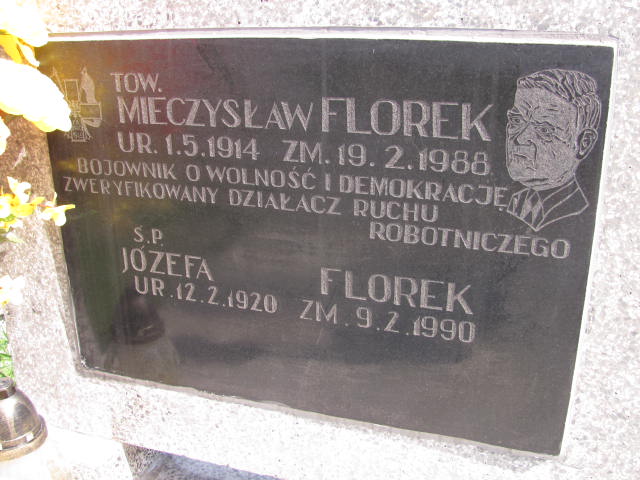 TOW.
MIECZYSŁAW FLOREK
UR. 1.5.1914 ZM. 19.2.1988
BOJOWNIK O WOLNOŚĆ I DEMOKRACJĘ
ZWERYFIKOWANY DZIAŁACZ RUCHU
ROBOTNICZEGO
Ś.P.
JÓZEFA FLOREK
UR. 12.2.1920 ZM. 9.2.1990